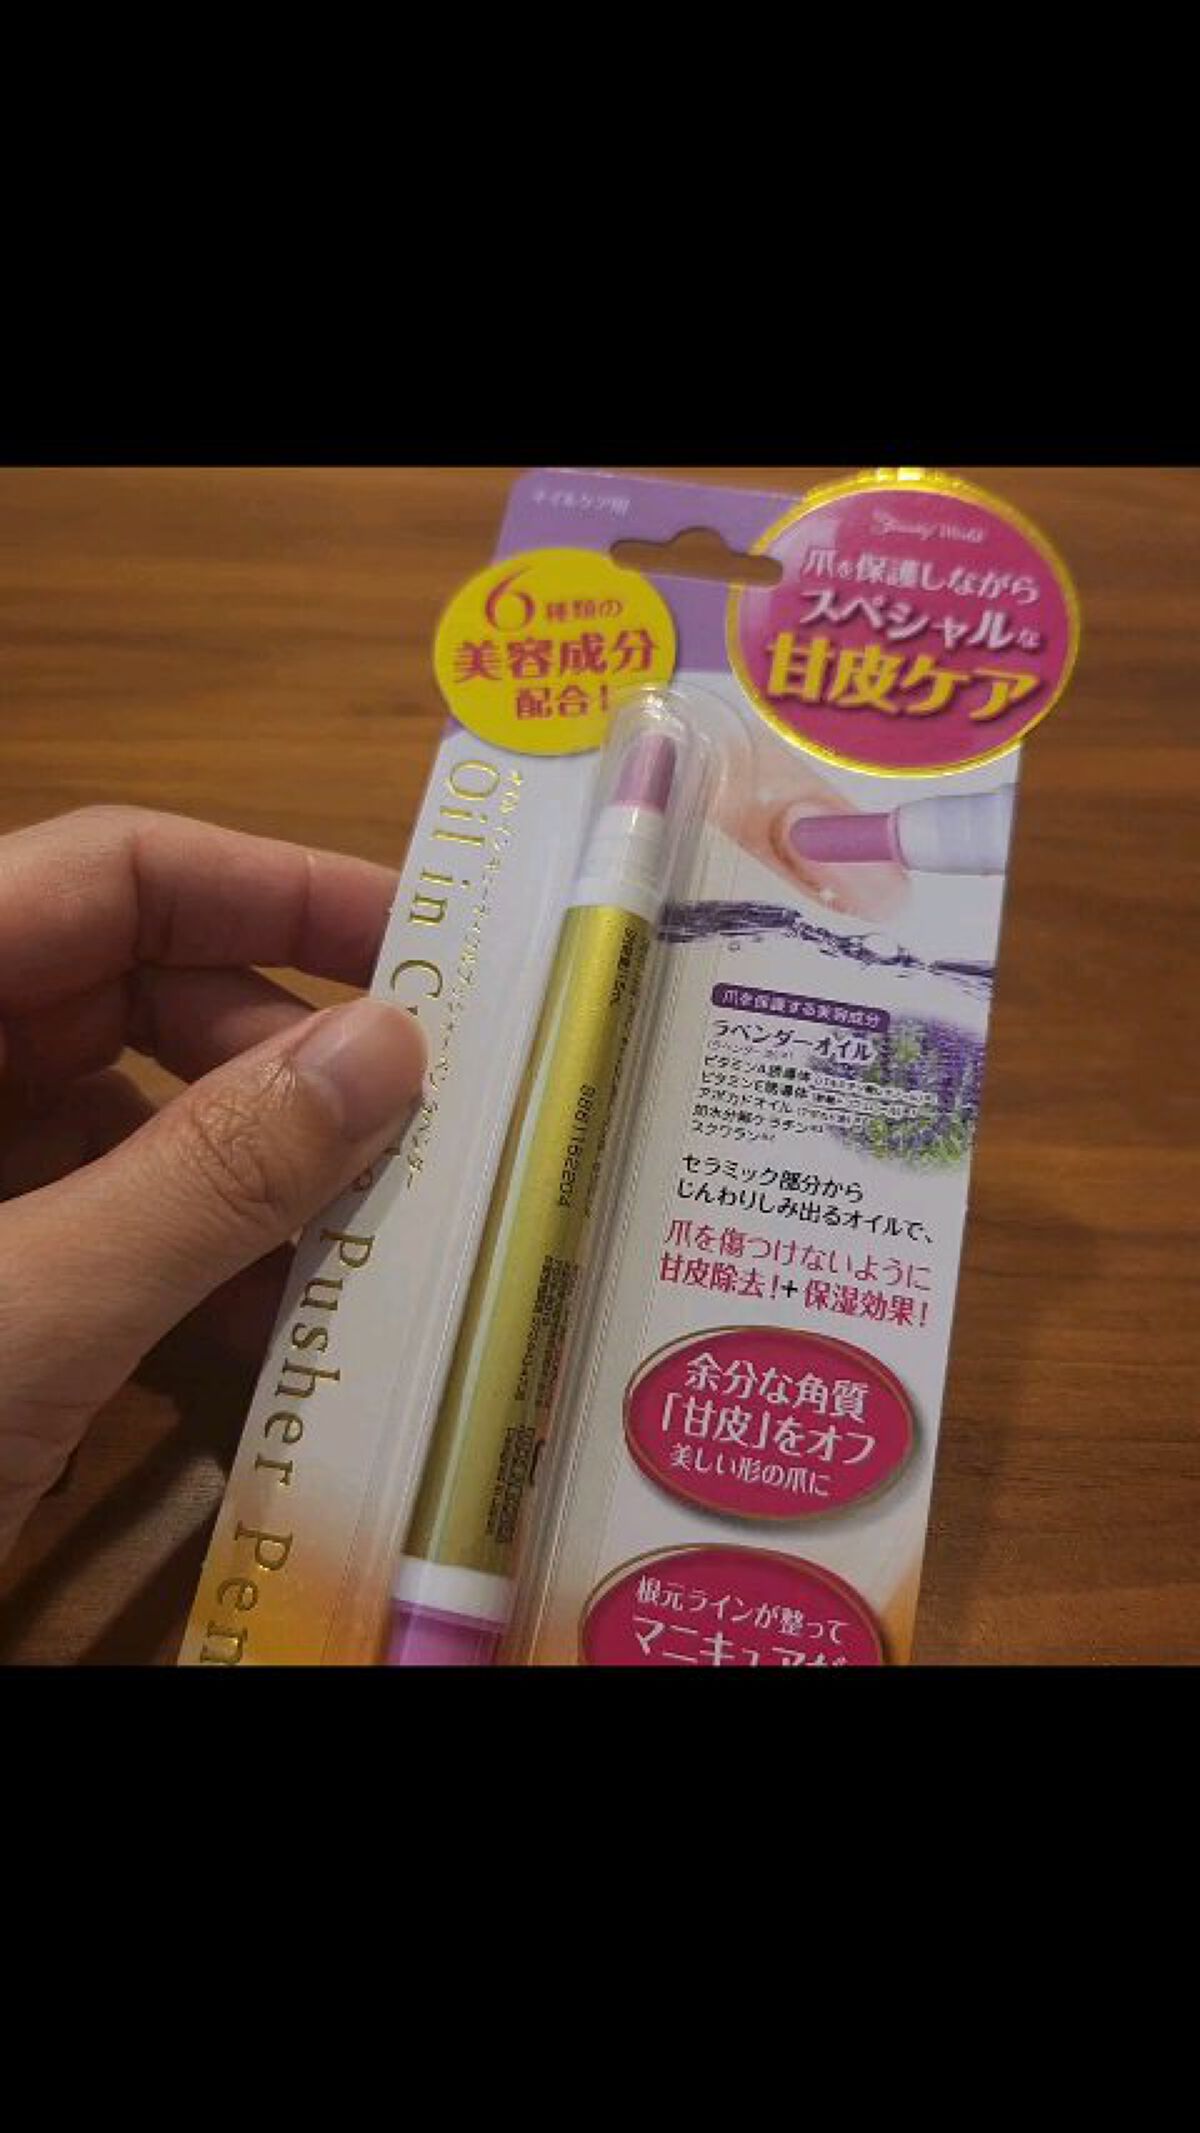 ネイルケア用
Beauty World
爪を保護しながら
スペシャルな
甘皮ケア
6種類の
美容成分
配合!
Oil in
Pusher Pen
爪を保護する美容成分
ラベンダーオイル
ビタミンA誘導体
ビタミンE誘導体
アボカドオイル
加水分解ケラチン
スクワラン
セラミック部分から
じんわりしみ出るオイルで、
爪を傷つけないように
甘皮除去!+保湿効果!
余分な角質
「甘皮」をオフ
美しい形の爪に
根元ラインが整って
マニキュアが